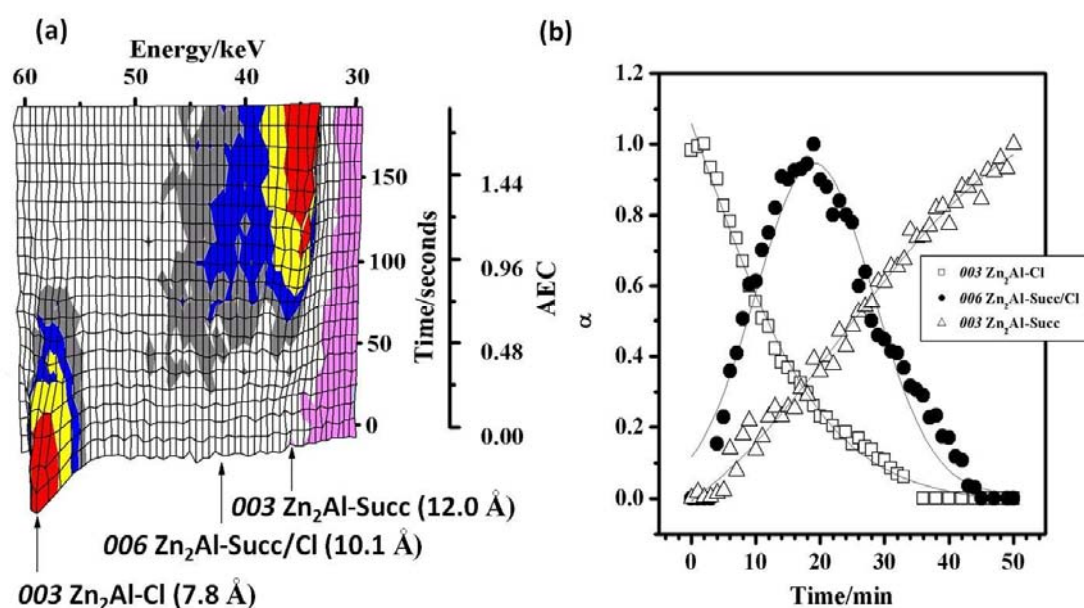 (a)
Energy/keV
60 50 40 30
150
100
50
0
Time/seconds
1.44
0.96
0.48
0.00
AEC
003 Zn₂Al-Succ (12.0 Å)
006 Zn₂Al-Succ/Cl (10.1 Å)
003 Zn₂Al-Cl (7.8 Å)
(b)
1.2
1.0
0.8
0.6
0.4
0.2
0.0
α
003 Zn₂Al-Cl
006 Zn₂Al-Succ/Cl
003 Zn₂Al-Succ
0 10 20 30 40 50
Time/min